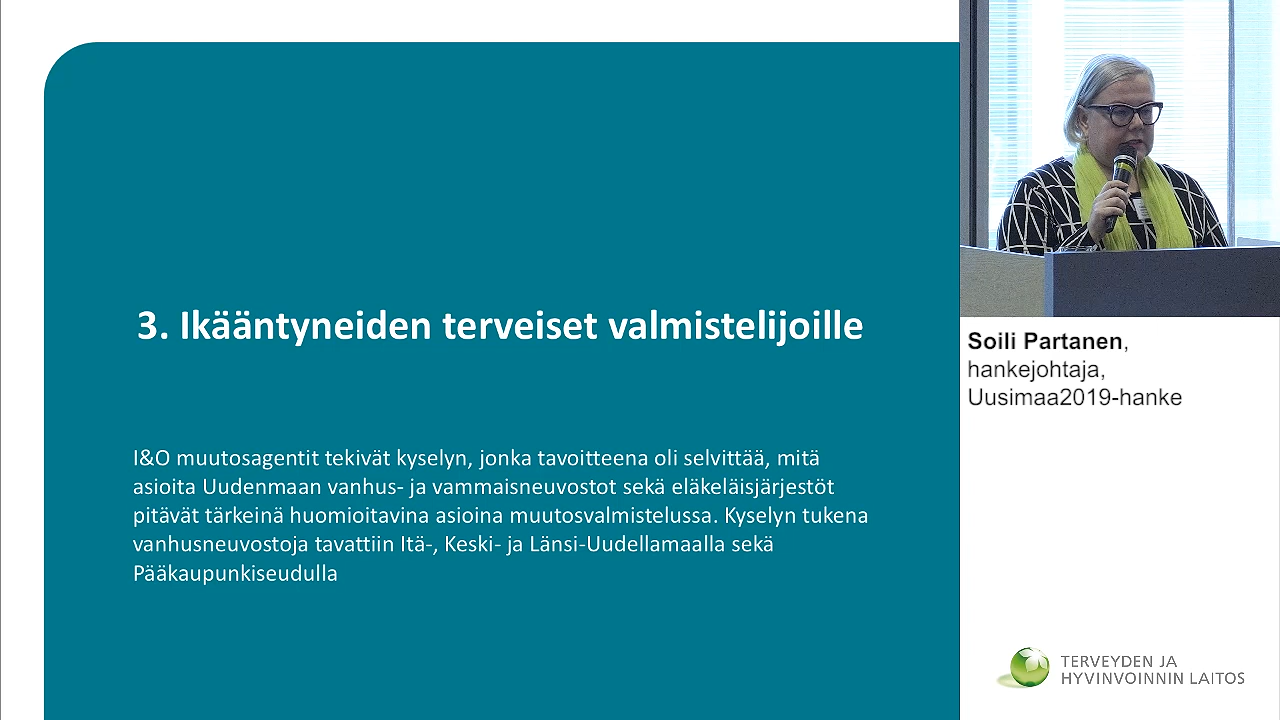 3. Ikääntyneiden terveiset valmistelijoille
I&O muutosagentit tekivät kyselyn, jonka tavoitteena oli selvittää, mitä
asioita Uudenmaan vanhus- ja vammaisneuvostot sekä eläkeläisjärjestöt
pitävät tärkeinä huomioitavina asioina muutosvalmistelussa. Kyselyn tukena
vanhusneuvostoja tavattiin Itä-, Keski- ja Länsi-Uudellamaalla sekä
Pääkaupunkiseudulla
Soili Partanen,
hankejohtaja,
Uusimaa2019-hanke
TERVEYDEN JA
HYVINVOINNIN LAITOS